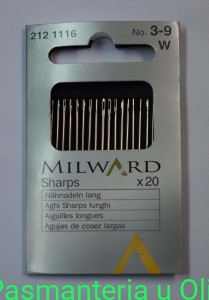 212 1116
No. 3-9
W
MILWARD
Sharps x20
Nähnadeln lang
Aghi Sharps lunghi
Aiguilles longues
Agujas de coser largas
Pasmanteria u Oli